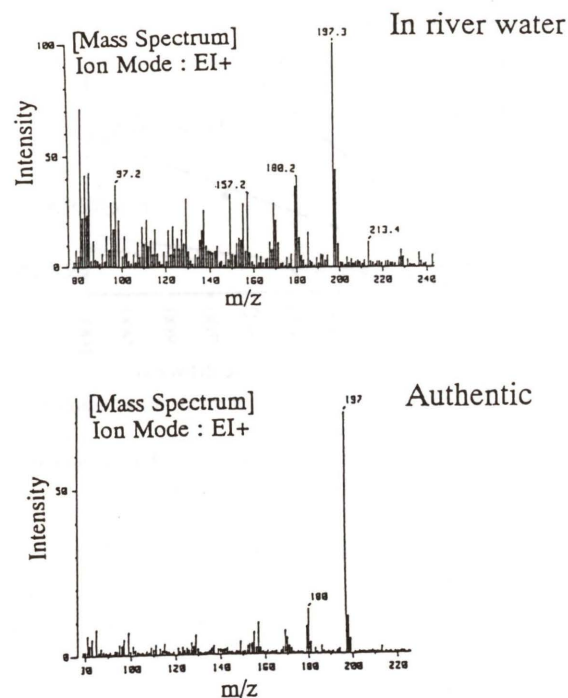 In river water
[Mass Spectrum]
Ion Mode : EI+
197.3
100
50
0
Intensity
97.2
157.2
180.2
213.4
80 100 120 140 160 180 200 220 240
m/z
Authentic
[Mass Spectrum]
Ion Mode : EI+
197
50
0
Intensity
180
100 120 140 160 180 200 220
m/z